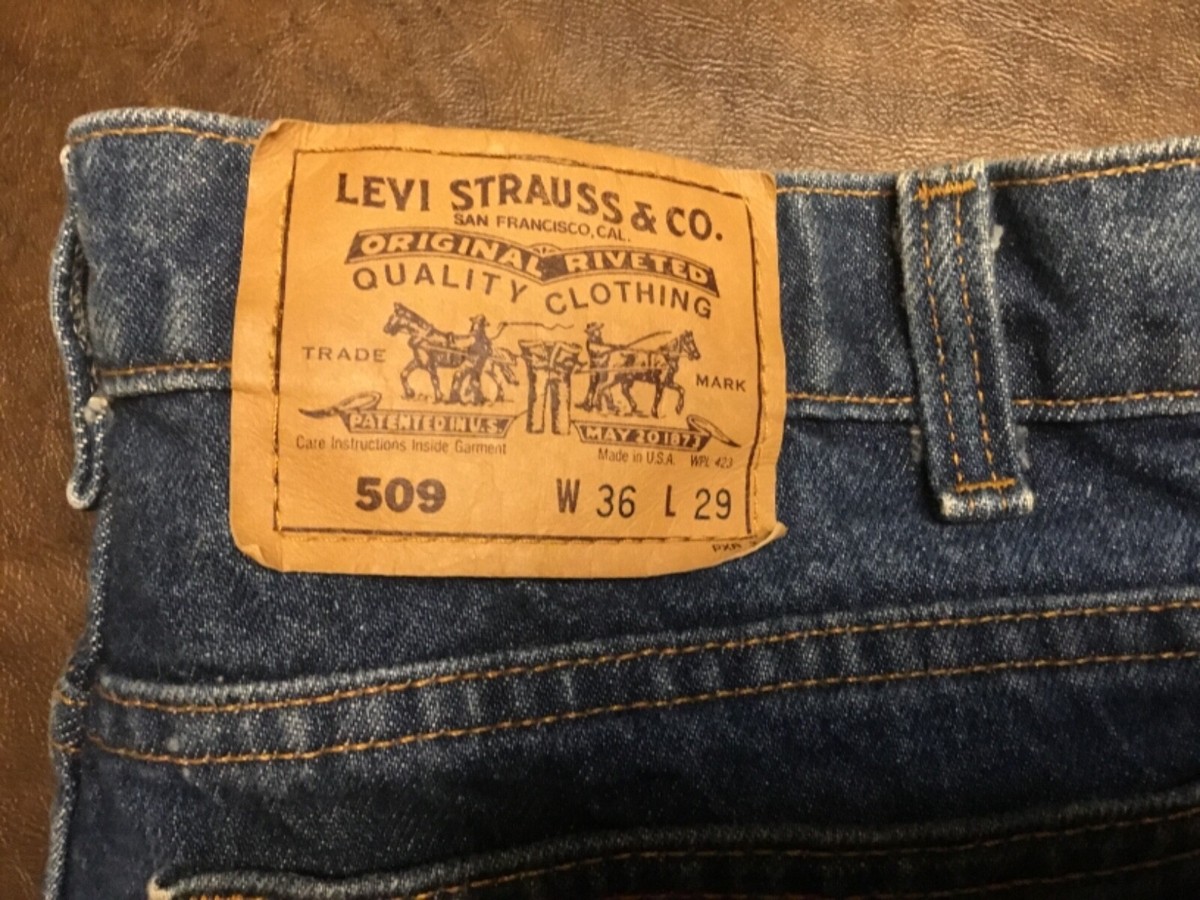 LEVI STRAUSS & CO.
SAN FRANCISCO, CAL.
ORIGINAL RIVETED
QUALITY CLOTHING
TRADE MARK
PATENTED IN U.S. MAY 20 1873
Care Instructions Inside Garment Made in U.S.A. WPL 423
509 W 36 L 29